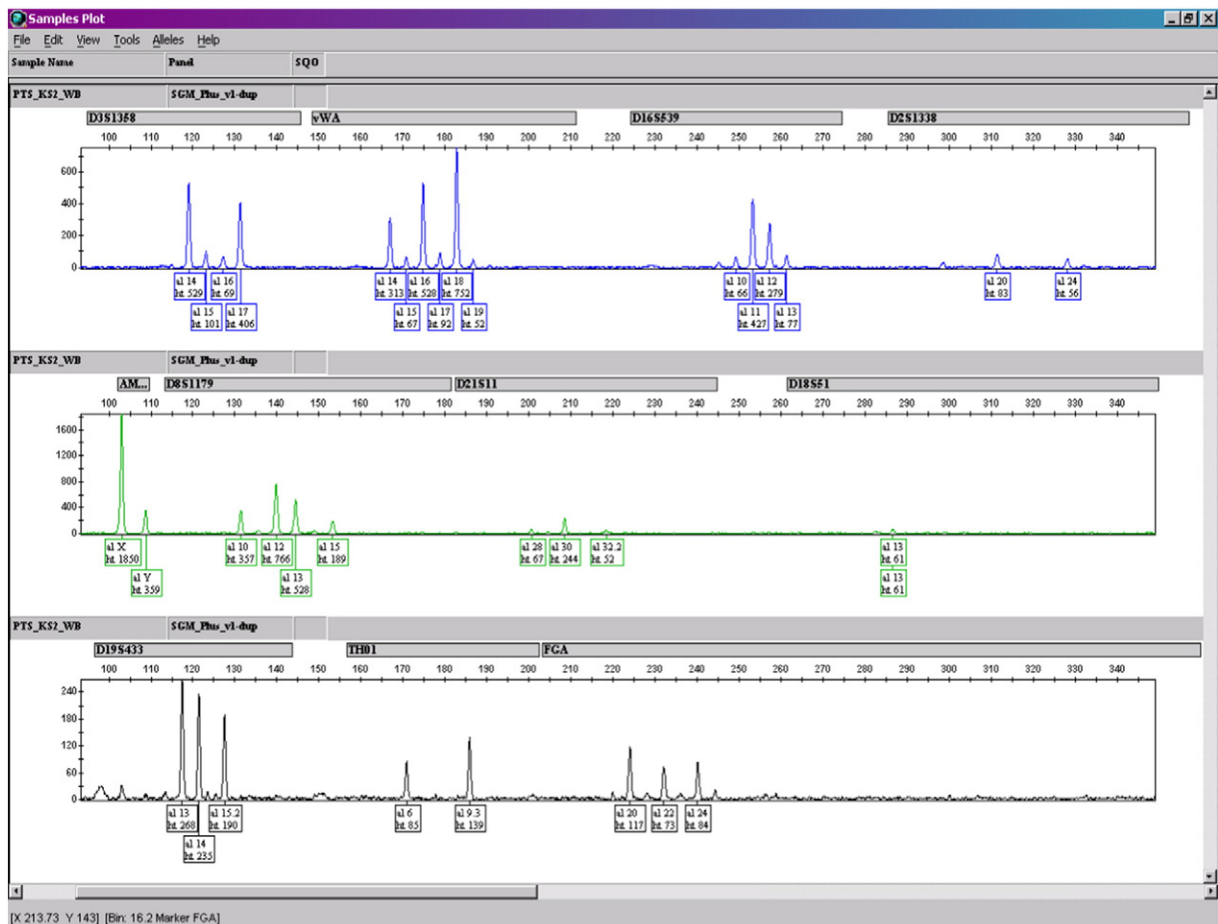 Samples Plot
File Edit View Tools Alleles Help
Sample Name Panel SQO
PTS_KS2_WB SGM_Plus_v1-dup
D3S1358 vWA D16S539 D2S1338
100 110 120 130 140 150 160 170 180 190 200 210 220 230 240 250 260 270 280 290 300 310 320 330 340
600
400
200
0
al 14 al 16 al 14 al 16 al 18 al 10 al 12 al 20 al 24
ht 529 ht 69 ht 313 ht 528 ht 752 ht 66 ht 279 ht 83 ht 56
al 15 al 17 al 15 al 17 al 19 al 11 al 13
ht 101 ht 406 ht 67 ht 92 ht 52 ht 427 ht 77
PTS_KS2_WB SGM_Plus_v1-dup
AM... D8S1179 D21S11 D18S51
100 110 120 130 140 150 160 170 180 190 200 210 220 230 240 250 260 270 280 290 300 310 320 330 340
1600
1200
800
400
0
al X al 10 al 12 al 15 al 28 al 30 al 32.2 al 13
ht 1850 ht 357 ht 766 ht 189 ht 67 ht 244 ht 52 ht 61
al Y al 13 al 13
ht 359 ht 528 ht 61
PTS_KS2_WB SGM_Plus_v1-dup
D19S433 TH01 FGA
100 110 120 130 140 150 160 170 180 190 200 210 220 230 240 250 260 270 280 290 300 310 320 330 340
240
180
120
60
0
al 13 al 15.2 al 6 al 9.3 al 20 al 22 al 24
ht 268 ht 190 ht 85 ht 139 ht 117 ht 73 ht 84
al 14
ht 235
[X 213.73 Y 143] [Bin: 16.2 Marker FGA]